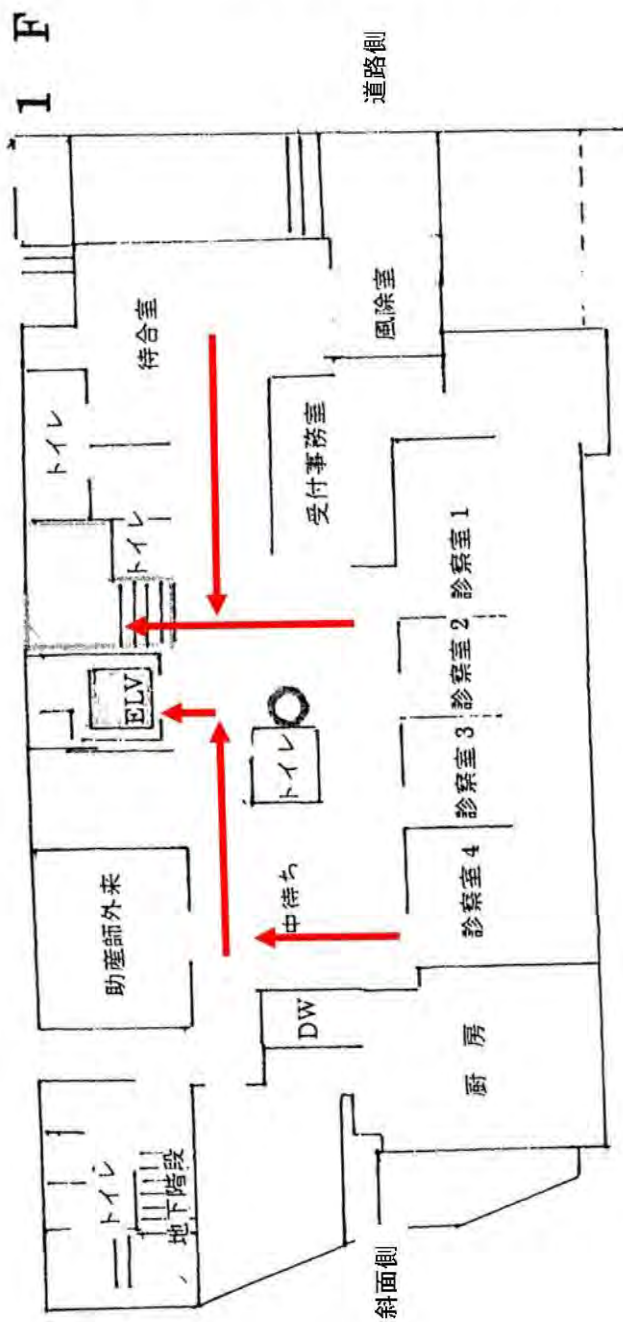 1 F
道路側
待合室
風除室
トイレ
受付事務室
トイレ
診察室1
診察室2
ELV
トイレ
診察室3
中待ち
診察室4
助産師外来
DW
厨房
トイレ
地下階段
斜面側